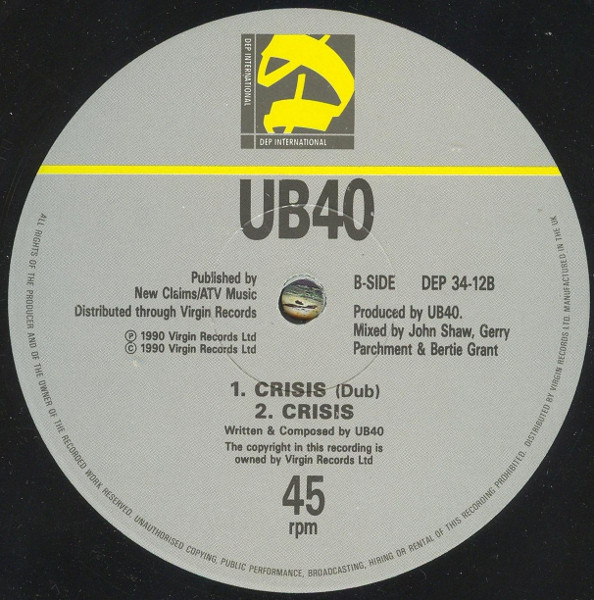 DEP INTERNATIONAL
DEP INTERNATIONAL
UB40
Published by
New Claims/ATV Music
Distributed through Virgin Records
Ⓟ 1990 Virgin Records Ltd
© 1990 Virgin Records Ltd
B-SIDE DEP 34-12B
Produced by UB40.
Mixed by John Shaw, Gerry
Parchment & Bertie Grant
1. CRISIS (Dub)
2. CRISIS
Written & Composed by UB40
The copyright in this recording is
owned by Virgin Records Ltd
45
rpm
ALL RIGHTS OF THE PRODUCER AND OF THE OWNER OF THE RECORDED WORK RESERVED. UNAUTHORISED COPYING, PUBLIC PERFORMANCE, BROADCASTING, HIRING OR RENTAL OF THIS RECORDING PROHIBITED. DISTRIBUTED BY VIRGIN RECORDS LTD. MANUFACTURED IN THE UK